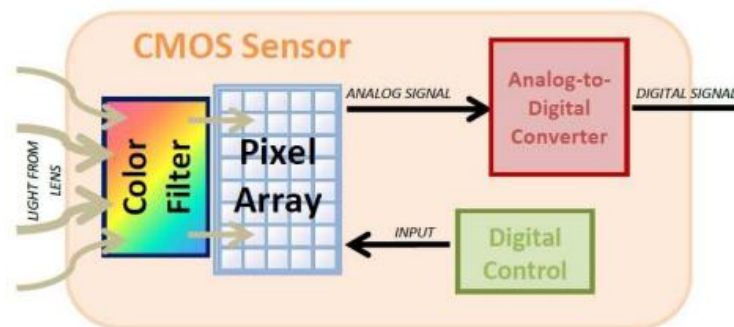 CMOS Sensor
LIGHT FROM
LENS
Color
Filter
Pixel
Array
ANALOG SIGNAL
Analog-to-
Digital
Converter
DIGITAL SIGNAL
INPUT
Digital
Control